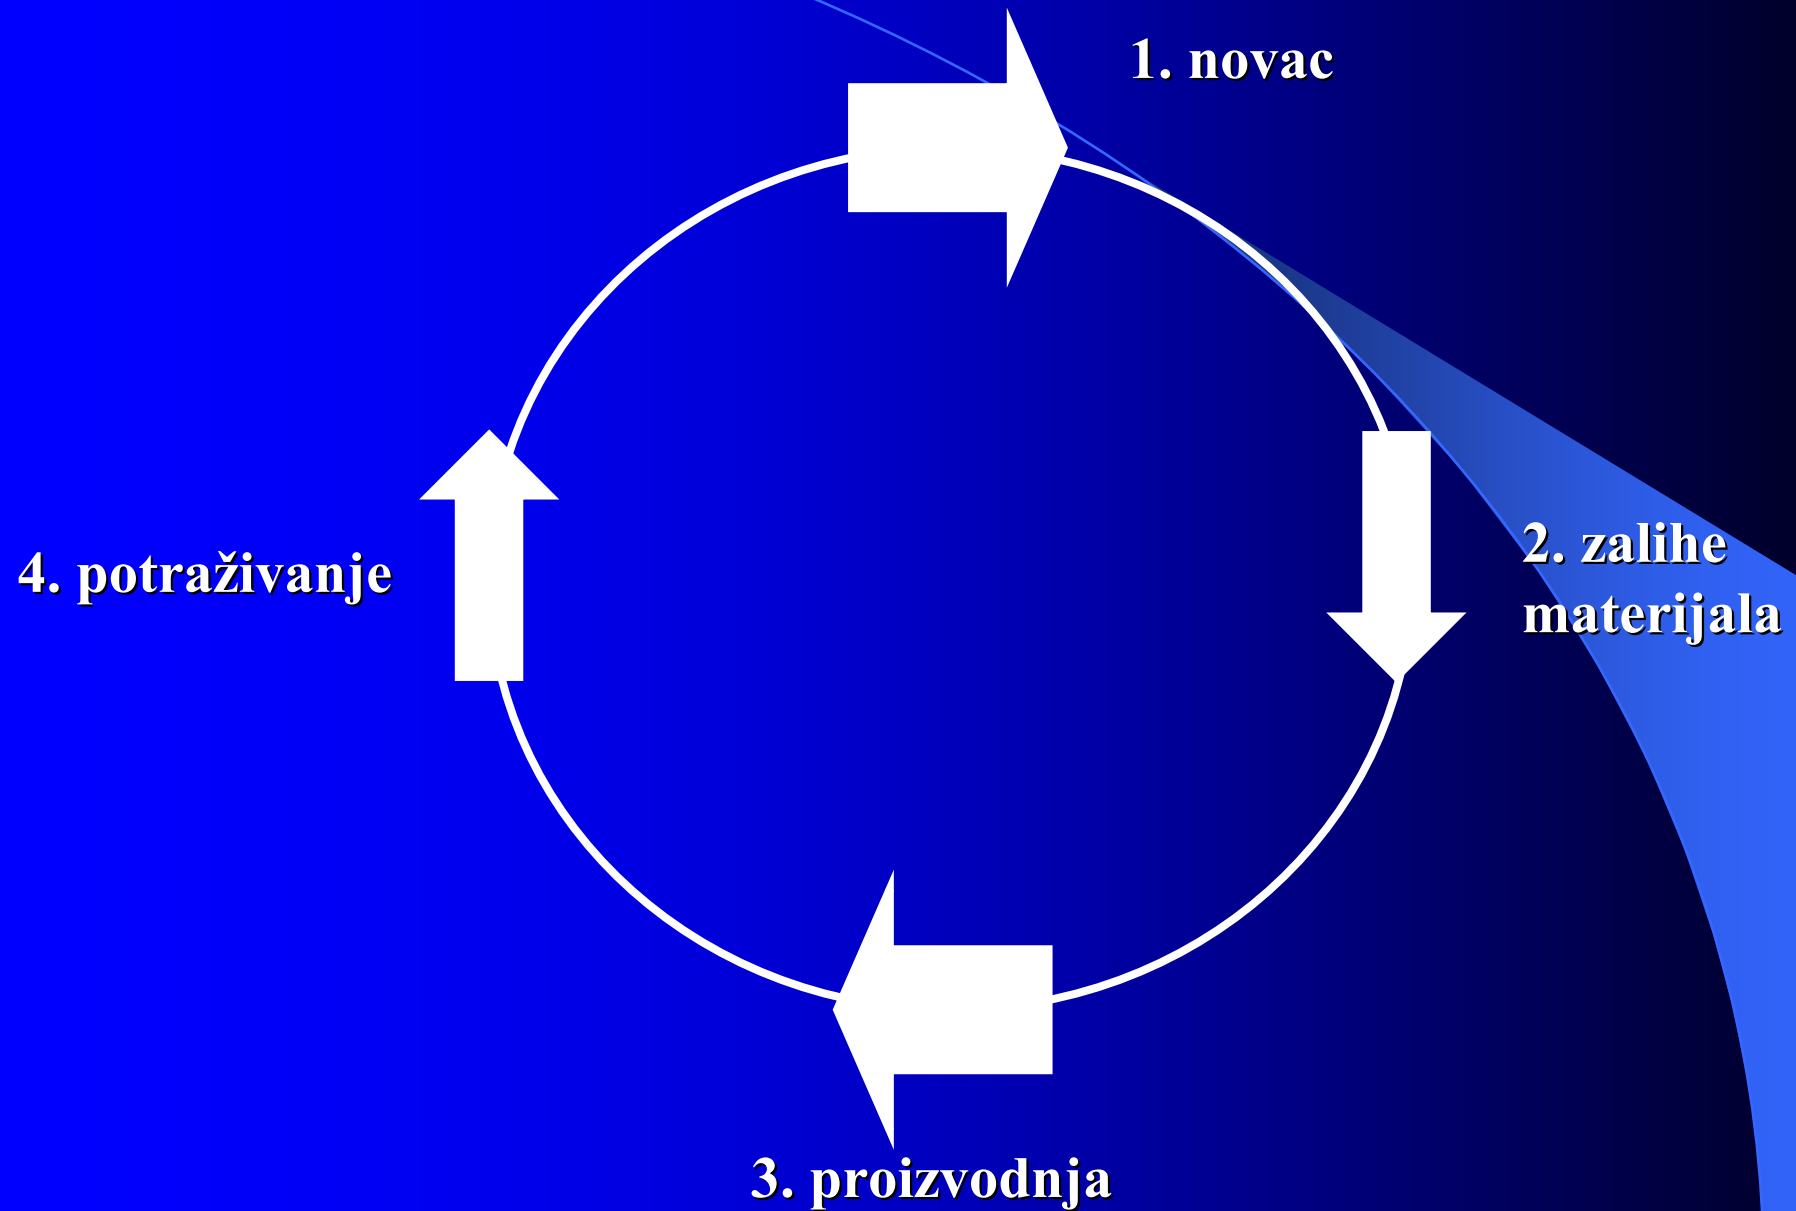 1. novac
2. zalihe
materijala
3. proizvodnja
4. potraživanje